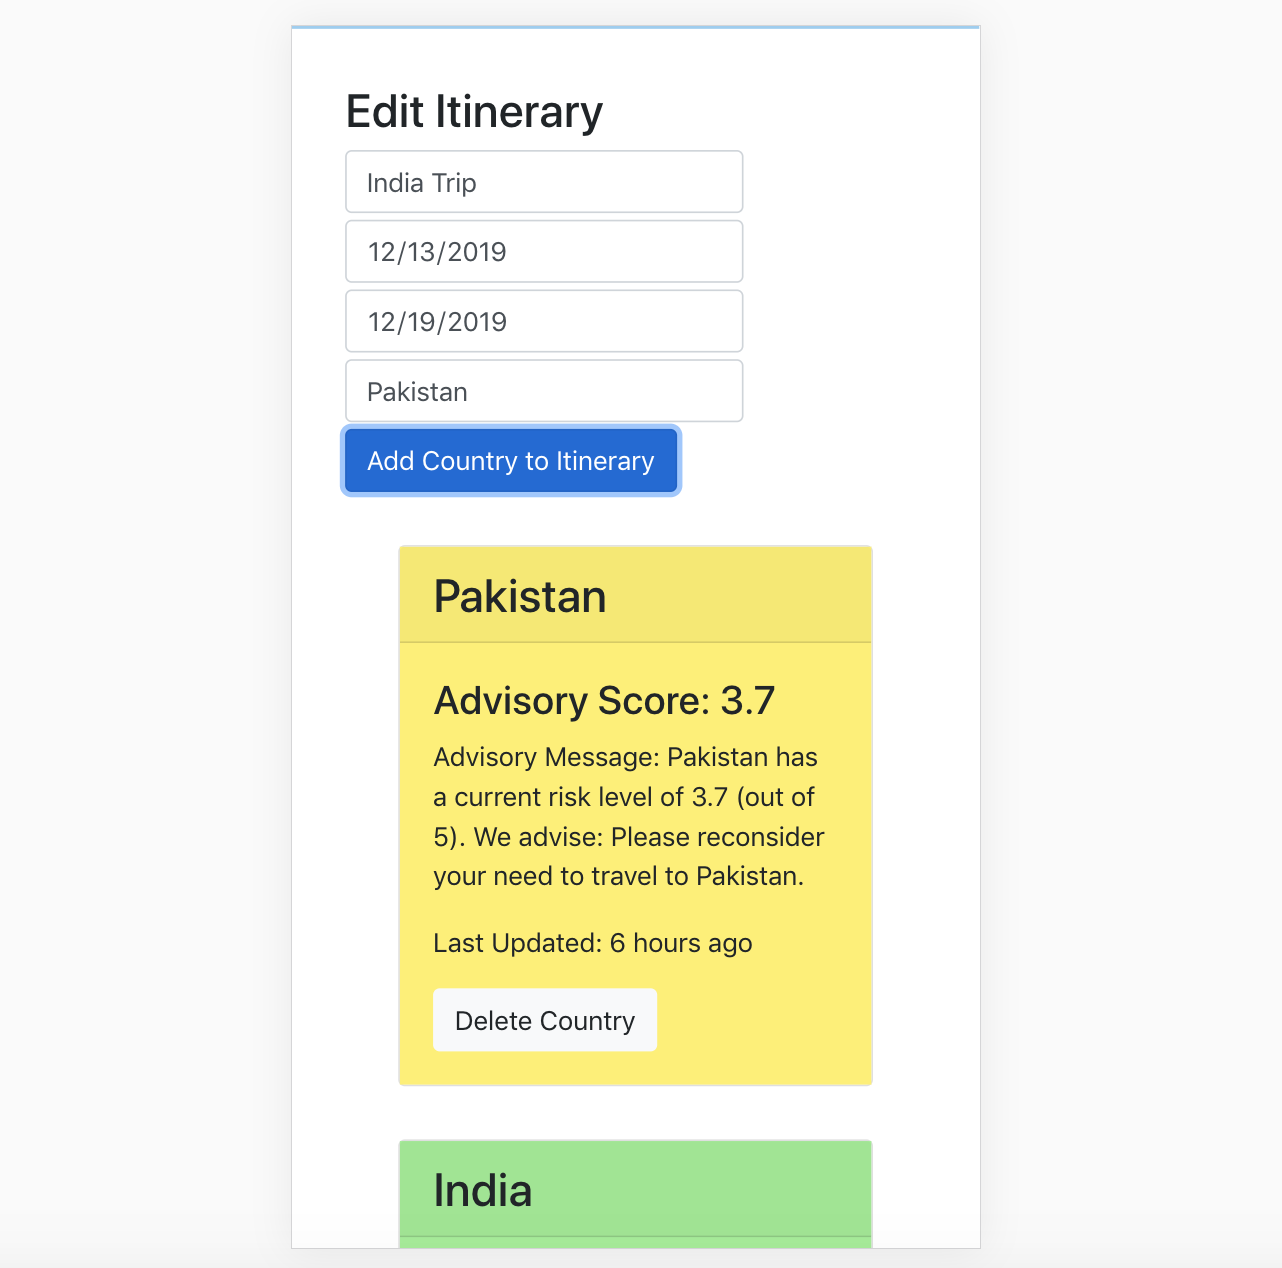 Edit Itinerary
India Trip
12/13/2019
12/19/2019
Pakistan
Add Country to Itinerary
Pakistan
Advisory Score: 3.7
Advisory Message: Pakistan has
a current risk level of 3.7 (out of
5). We advise: Please reconsider
your need to travel to Pakistan.
Last Updated: 6 hours ago
Delete Country
India